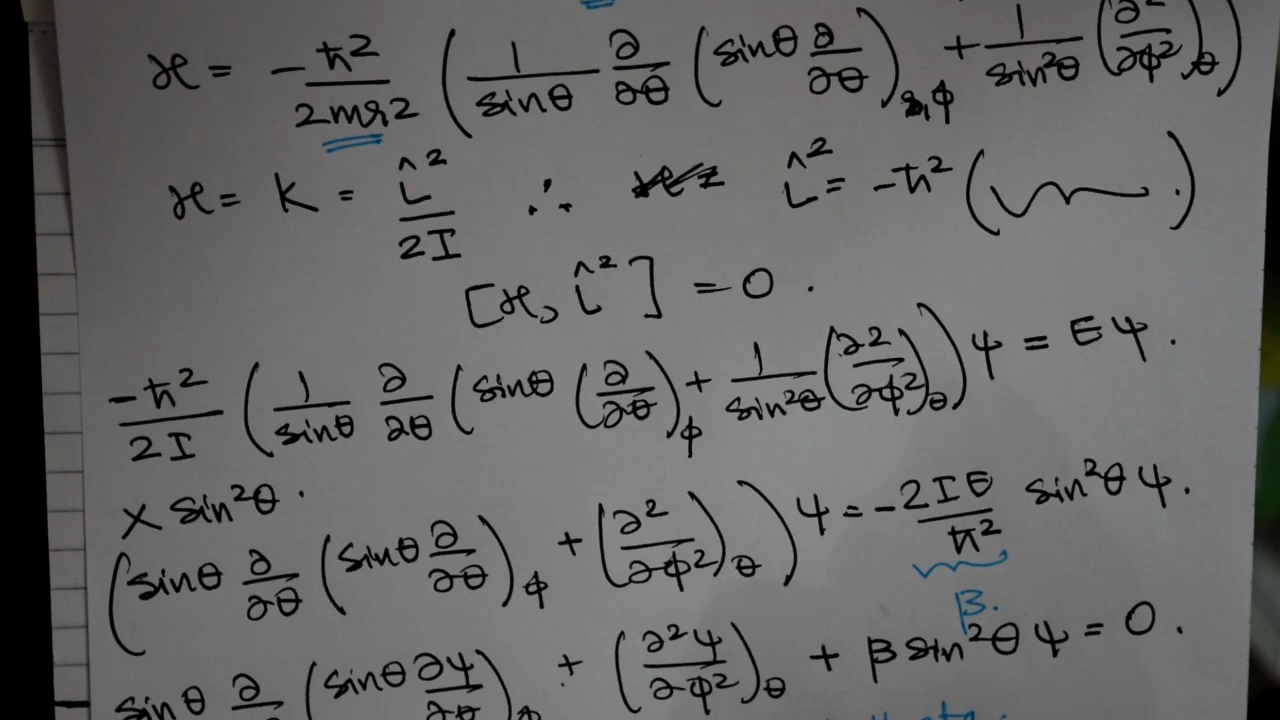 ℋ = -ħ²/2mr² ( 1/sinθ ∂/∂θ ( sinθ ∂/∂θ )_{r,φ} + 1/sin²θ ( ∂²/∂φ² )_{r,θ} )
ℋ = K = L̂²/2I ∴ L̂² = -ħ² ( )
[ℋ, L̂²] = 0 .
-ħ²/2I ( 1/sinθ ∂/∂θ ( sinθ ( ∂/∂θ )_φ + 1/sin²θ ( ∂²/∂φ² )_θ ) ψ = Eψ .
× sin²θ .
( sinθ ∂/∂θ ( sinθ ∂/∂θ )_φ + ( ∂²/∂φ² )_θ ) ψ = -2IE/ħ² sin²θ ψ .
β.
sinθ ∂/∂θ ( sinθ ∂ψ/∂θ )_φ + ( ∂²ψ/∂φ² )_θ + β sin²θ ψ = 0 .